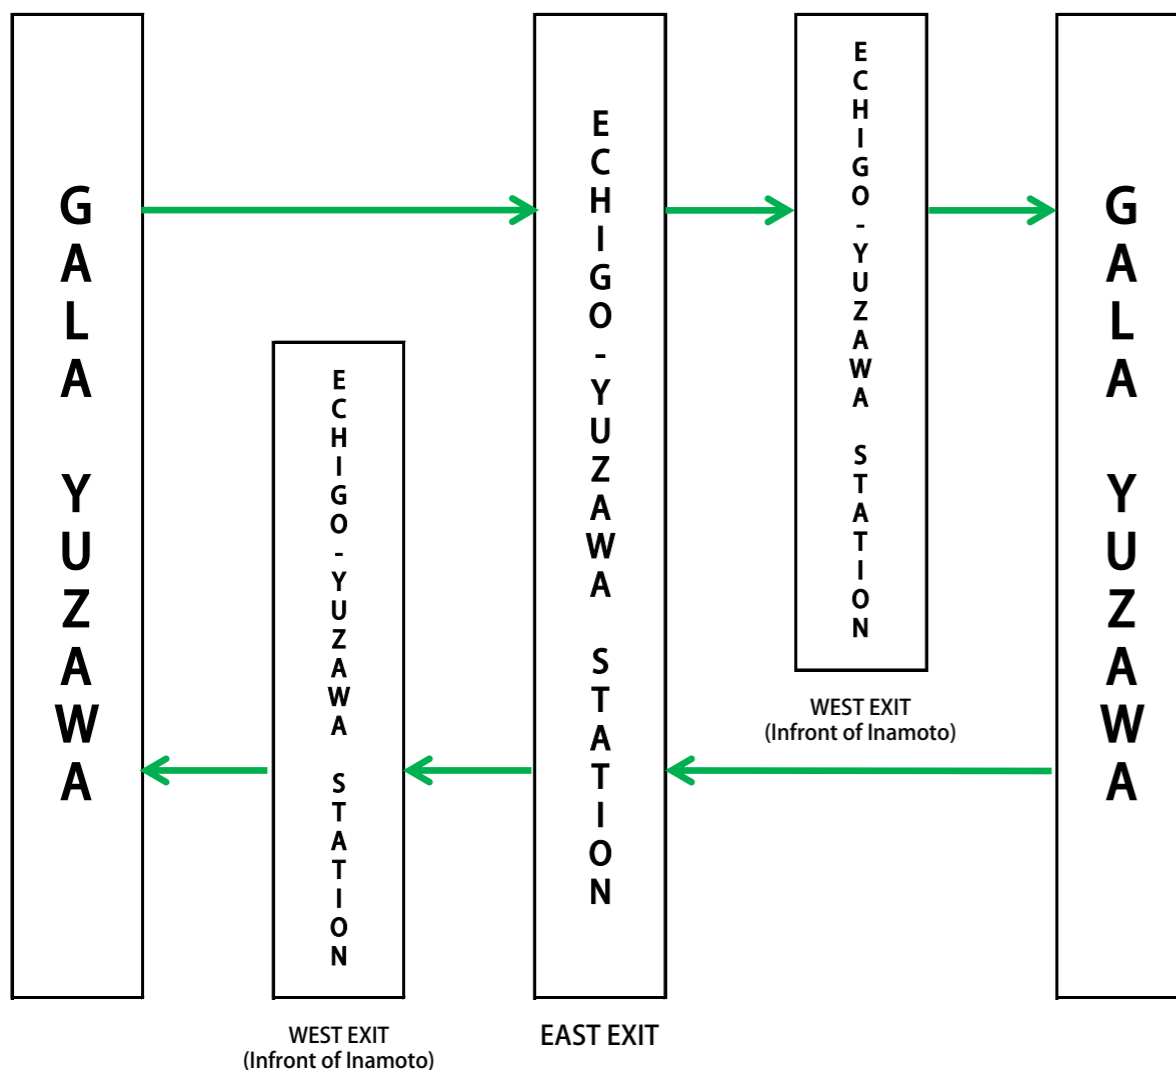 GALA YUZAWA
ECHIGO-YUZAWA STATION
WEST EXIT
(Infront of Inamoto)
ECHIGO-YUZAWA STATION
EAST EXIT
ECHIGO-YUZAWA STATION
WEST EXIT
(Infront of Inamoto)
GALA YUZAWA